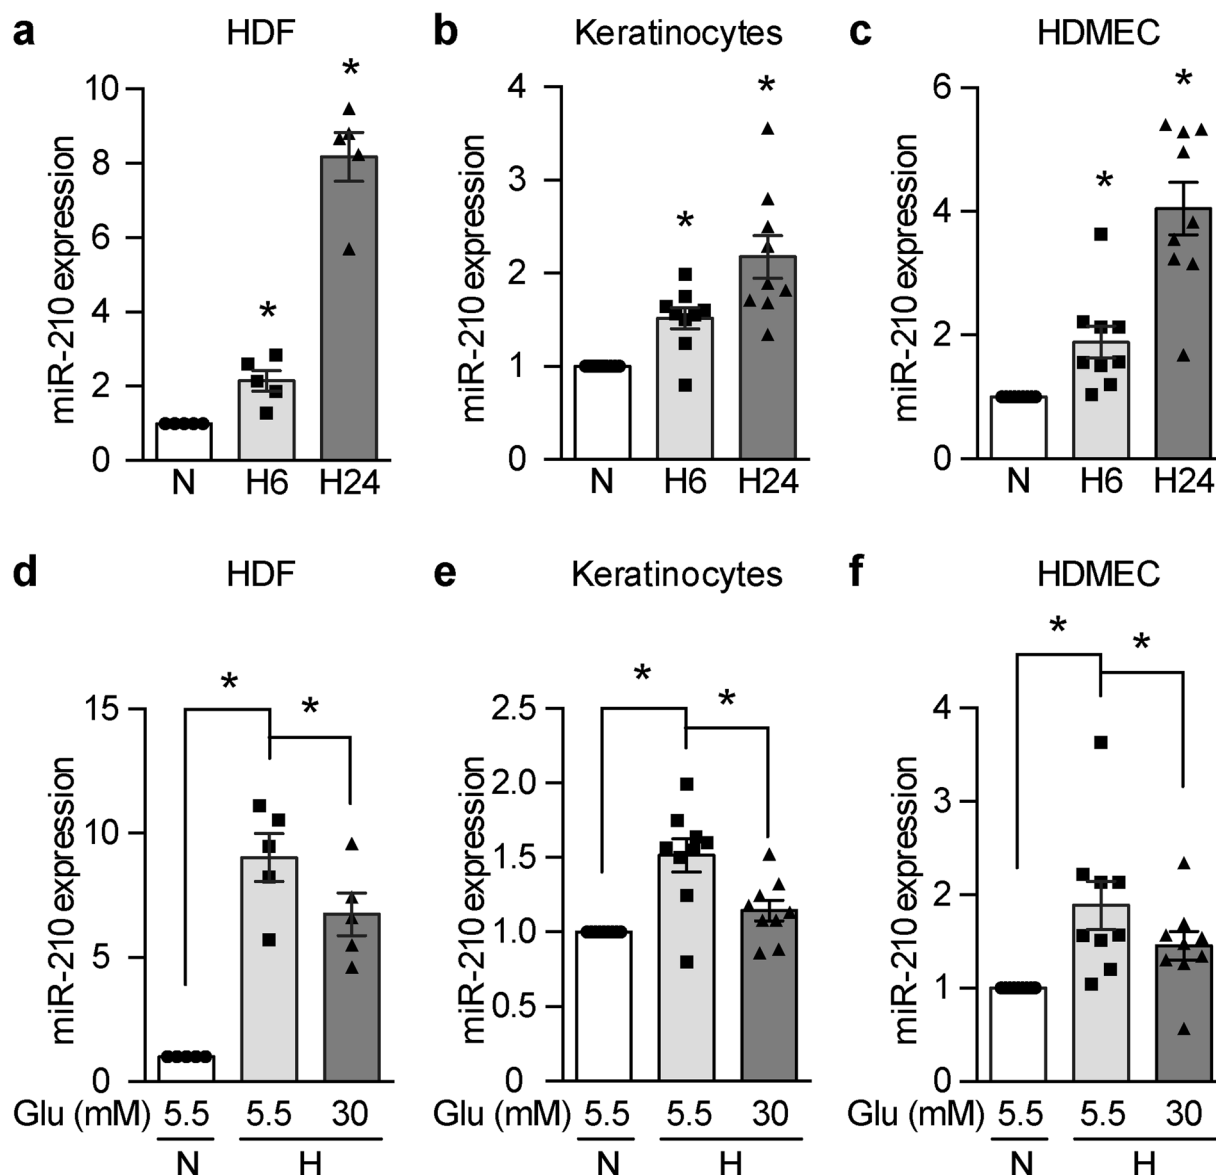 a HDF
miR-210 expression
10
8
6
4
2
0
*
*
N H6 H24
b Keratinocytes
miR-210 expression
4
3
2
1
0
*
*
N H6 H24
c HDMEC
miR-210 expression
6
4
2
0
*
*
N H6 H24
d HDF
miR-210 expression
15
10
5
0
*
*
Glu (mM) 5.5 5.5 30
N H
e Keratinocytes
miR-210 expression
2.5
2.0
1.5
1.0
0.5
0
*
*
5.5 5.5 30
N H
f HDMEC
miR-210 expression
4
3
2
1
0
*
*
5.5 5.5 30
N H